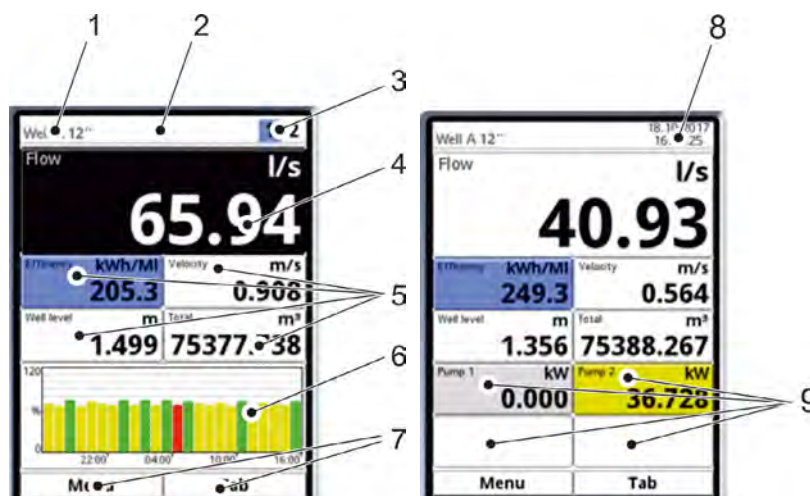 1
2
8
3
12"
2
Flow
l/s
4
65.94
Efficiency kWh/Ml
205.3
Velocity m/s
0.908
5
Well level m
1.499
Total m³
6
120
%
0
22:00 04:00 10:00 16:00
7
Tab
Well A 12"
Flow
l/s
40.93
Efficiency kWh/Ml
249.3
Velocity m/s
0.564
Well level m
1.356
Total m³
75388.267
Pump 1 kW
0.000
Pump 2 kW
36.728
9
Menu Tab